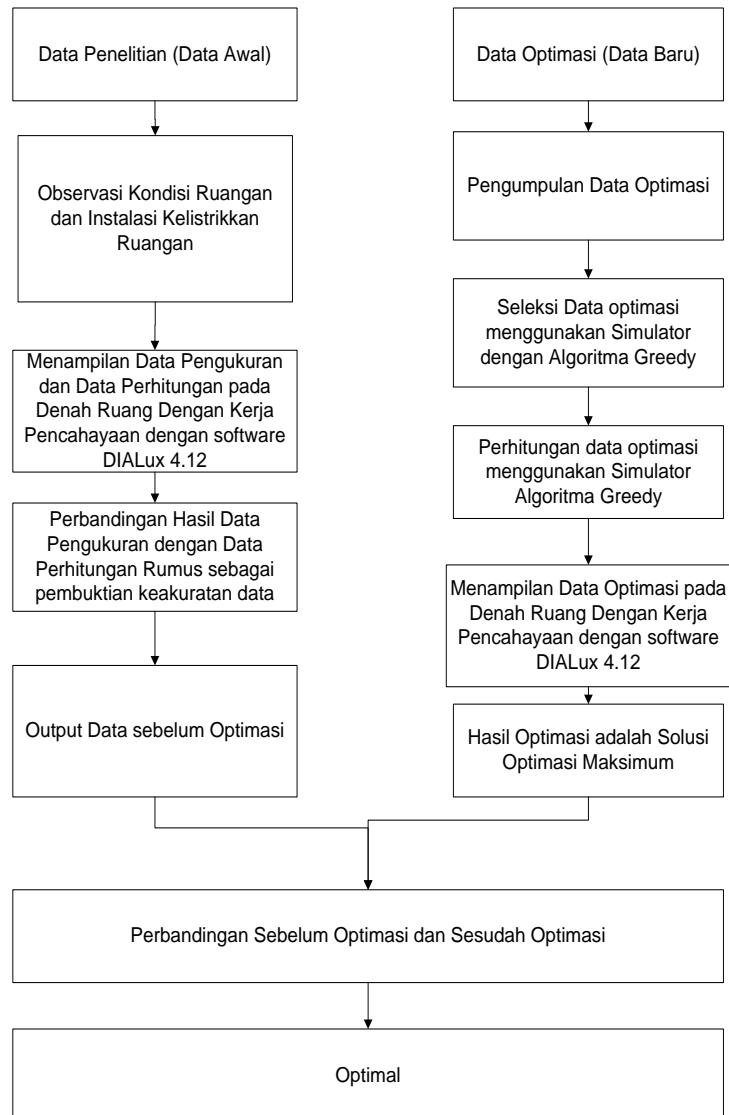 Data Penelitian (Data Awal)
Observasi Kondisi Ruangan
dan Instalasi Kelistrikkan
Ruangan
Menampilan Data Pengukuran
dan Data Perhitungan pada
Denah Ruang Dengan Kerja
Pencahayaan dengan software
DIALux 4.12
Perbandingan Hasil Data
Pengukuran dengan Data
Perhitungan Rumus sebagai
pembuktian keakuratan data
Output Data sebelum Optimasi
Data Optimasi (Data Baru)
Pengumpulan Data Optimasi
Seleksi Data optimasi
menggunakan Simulator
dengan Algoritma Greedy
Perhitungan data optimasi
menggunakan Simulator
Algoritma Greedy
Menampilan Data Optimasi pada
Denah Ruang Dengan Kerja
Pencahayaan dengan software
DIALux 4.12
Hasil Optimasi adalah Solusi
Optimasi Maksimum
Perbandingan Sebelum Optimasi dan Sesudah Optimasi
Optimal